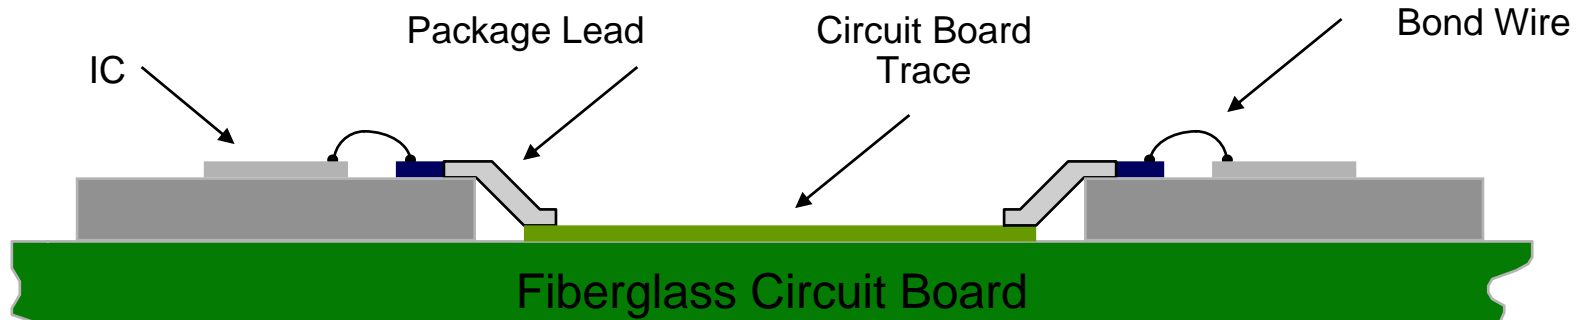 IC
Package Lead
Circuit Board
Trace
Bond Wire
Fiberglass Circuit Board